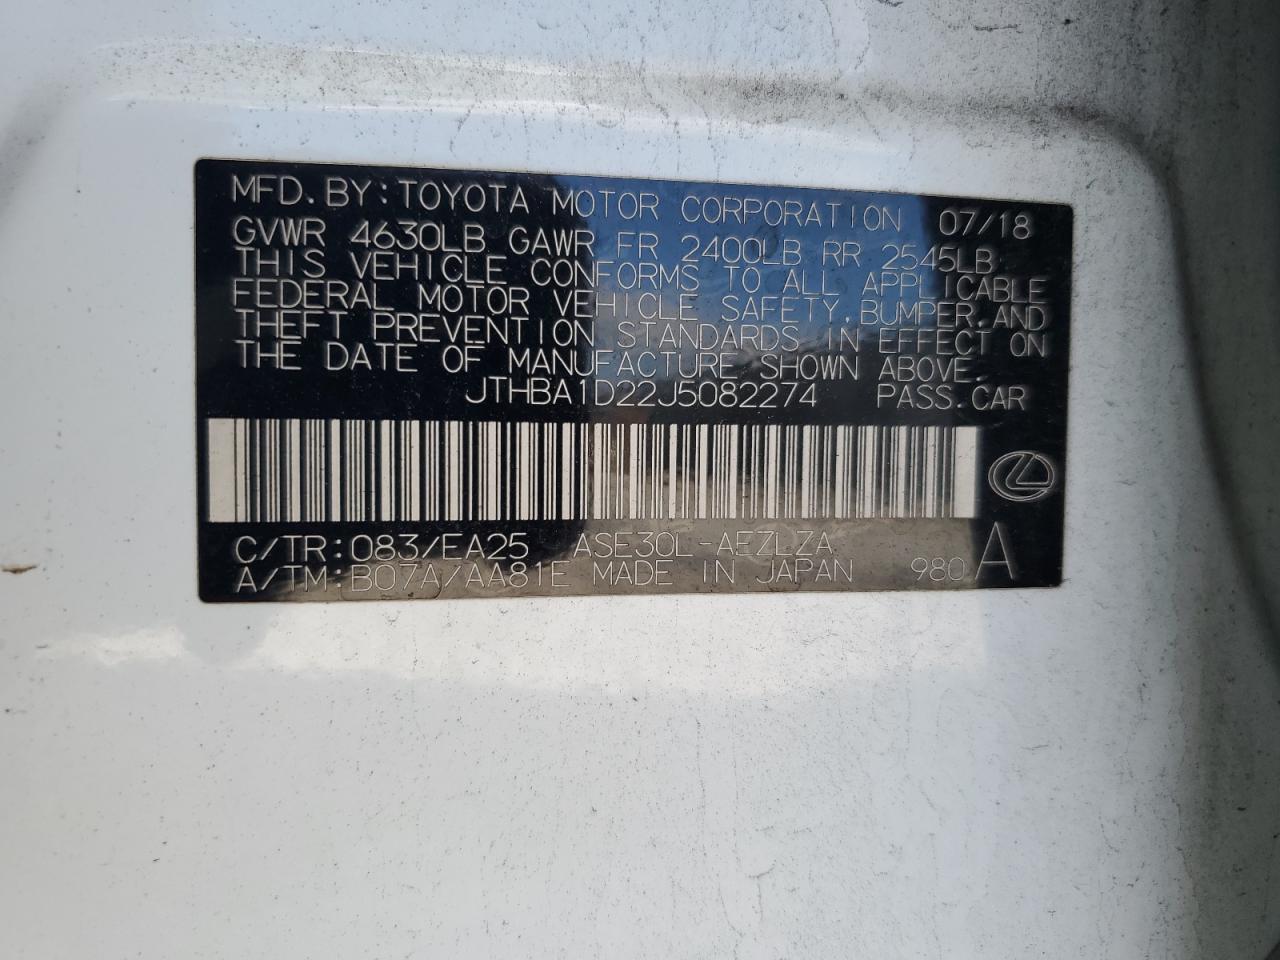 MFD.BY:TOYOTA MOTOR CORPORATION 07/18
GVWR 4630LB GAWR FR 2400LB RR 2545LB
THIS VEHICLE CONFORMS TO ALL APPLICABLE
FEDERAL MOTOR VEHICLE SAFETY,BUMPER,AND
THEFT PREVENTION STANDARDS IN EFFECT ON
THE DATE OF MANUFACTURE SHOWN ABOVE.
JTHBA1D22J5082274 PASS.CAR
C/TR:083/EA25 ASE30L-AEZLZA
A/TM:B07A/AA81E MADE IN JAPAN 980 A